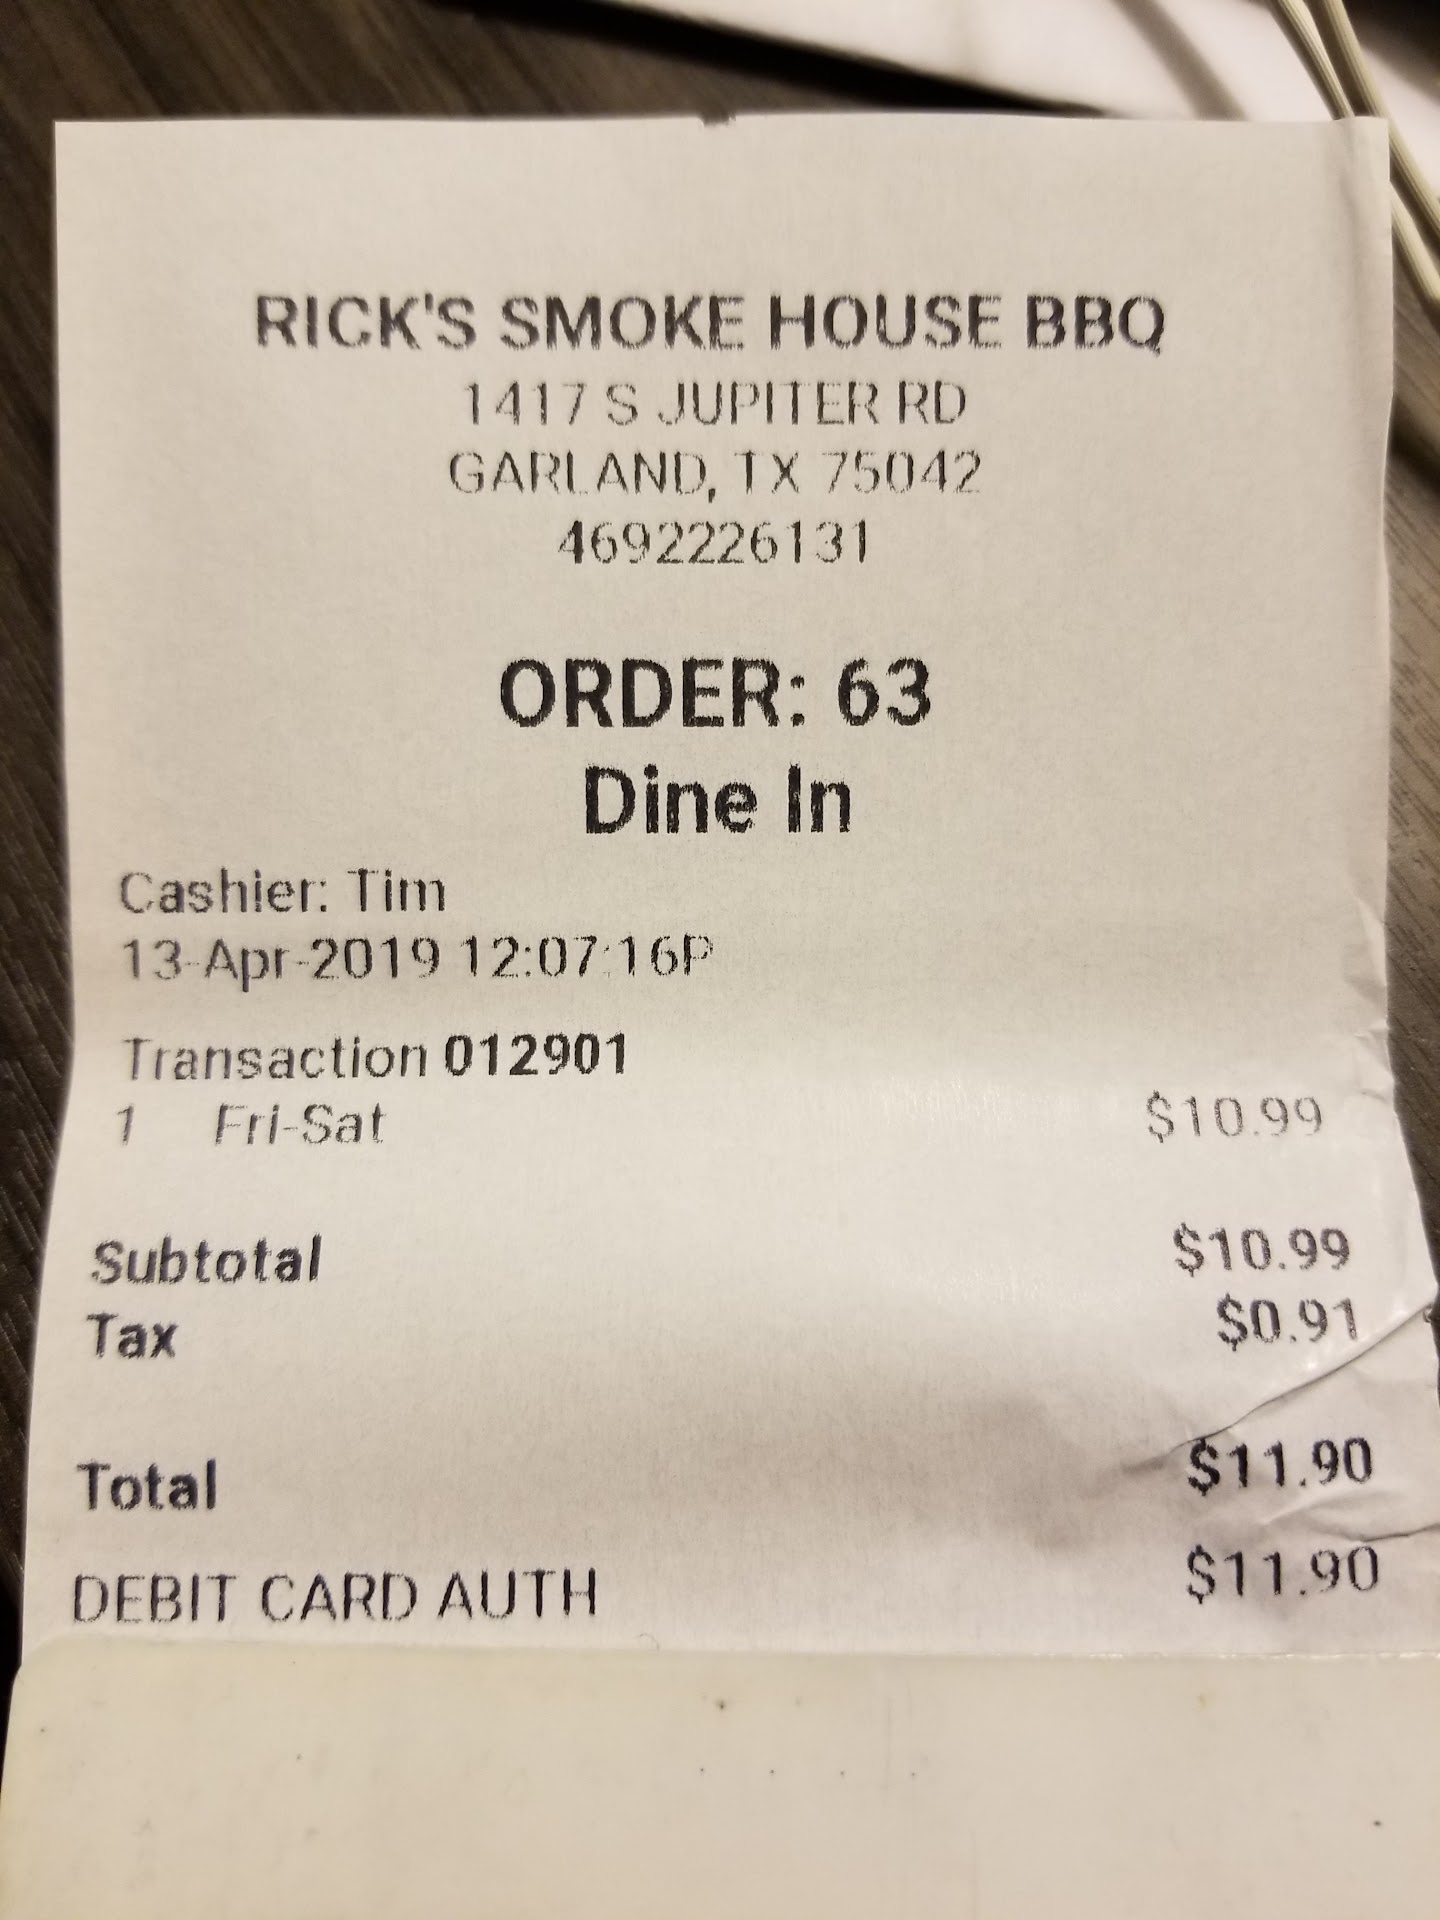 RICK'S SMOKE HOUSE BBQ
1417 S JUPITER RD
GARLAND, TX 75042
4692226131
ORDER: 63
Dine In
Cashier: Tim
13-Apr-2019 12:07:16P
Transaction 012901
1 Fri-Sat $10.99
Subtotal $10.99
Tax $0.91
Total $11.90
DEBIT CARD AUTH $11.90